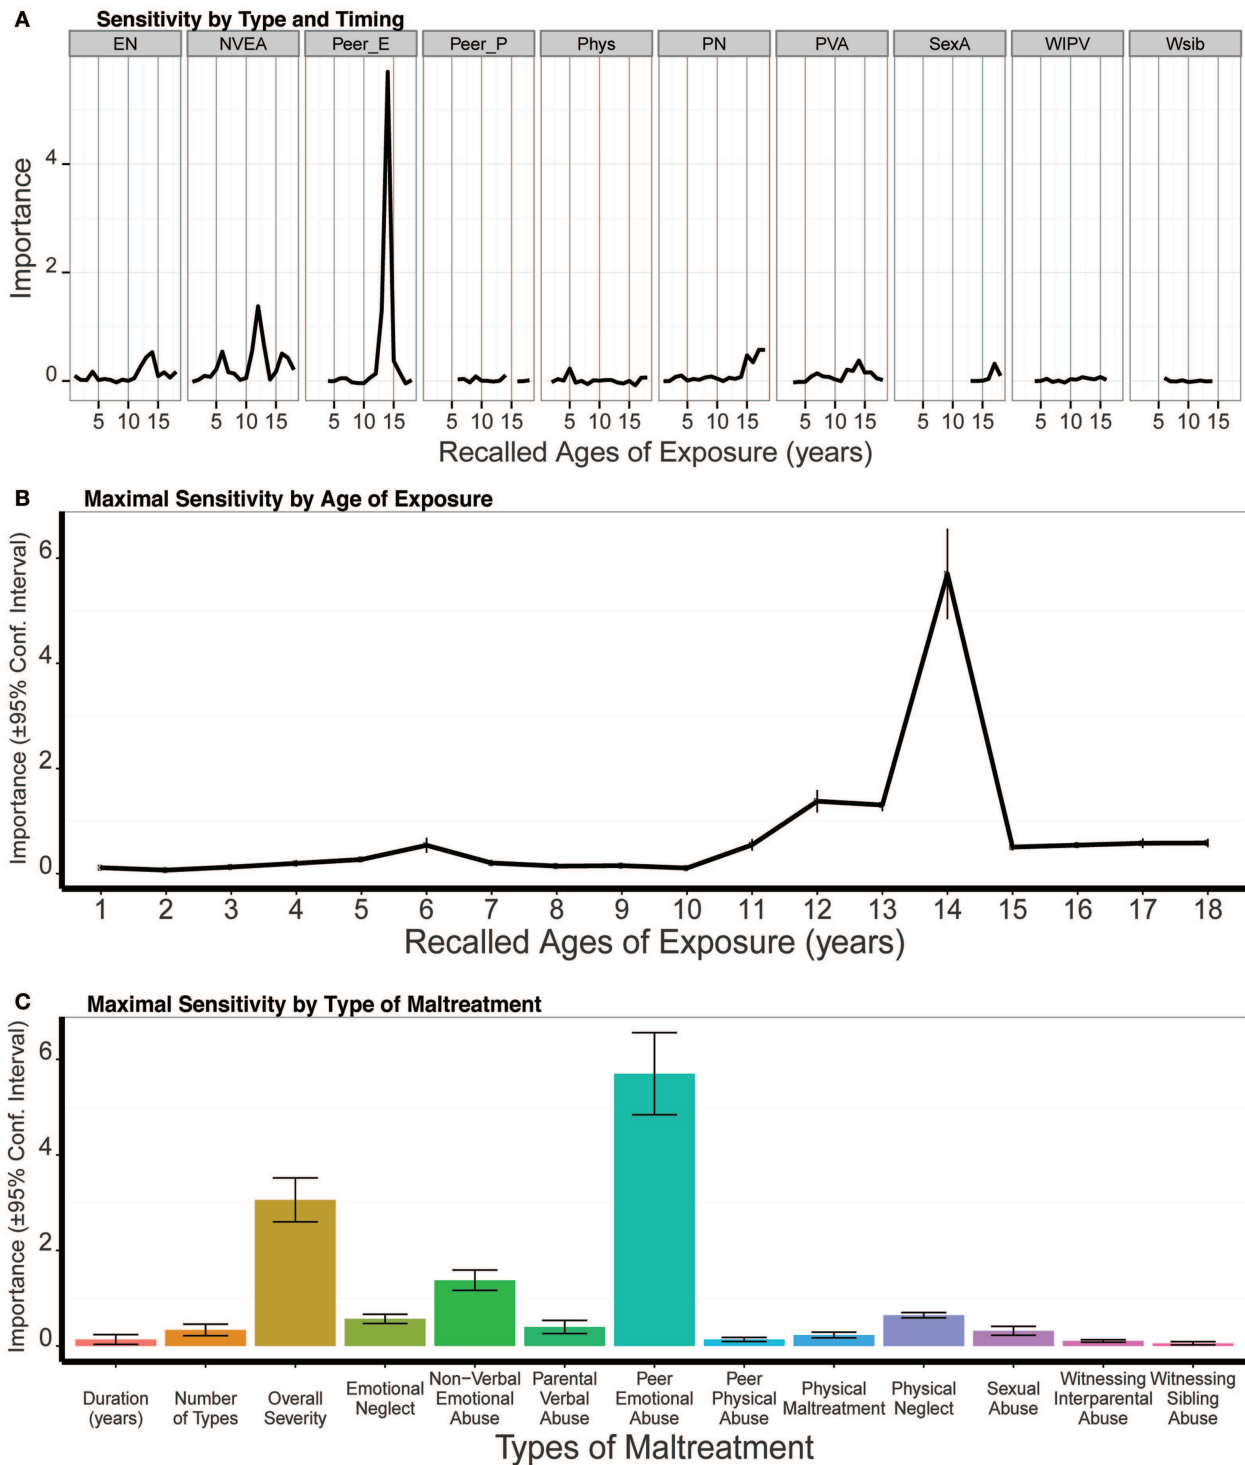 A Sensitivity by Type and Timing
EN NVEA Peer_E Peer_P Phys PN PVA SexA WIPV Wsib
Importance
4
2
0
5 10 15 5 10 15 5 10 15 5 10 15 5 10 15 5 10 15 5 10 15 5 10 15 5 10 15 5 10 15
Recalled Ages of Exposure (years)
B Maximal Sensitivity by Age of Exposure
Importance (±95% Conf. Interval)
6
4
2
0
1 2 3 4 5 6 7 8 9 10 11 12 13 14 15 16 17 18
Recalled Ages of Exposure (years)
C Maximal Sensitivity by Type of Maltreatment
Importance (±95% Conf. Interval)
6
4
2
0
Duration
(years)
Number
of Types
Overall
Severity
Emotional
Neglect
Non−Verbal
Emotional
Abuse
Parental
Verbal
Abuse
Peer
Emotional
Abuse
Peer
Physical
Abuse
Physical
Maltreatment
Physical
Neglect
Sexual
Abuse
Witnessing
Interparental
Abuse
Witnessing
Sibling
Abuse
Types of Maltreatment